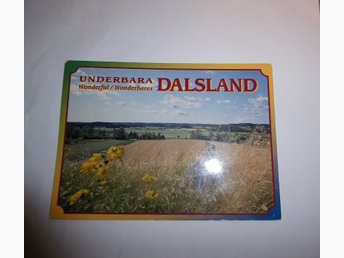 UNDERBARA DALSLAND
Wonderful / Wonderbares